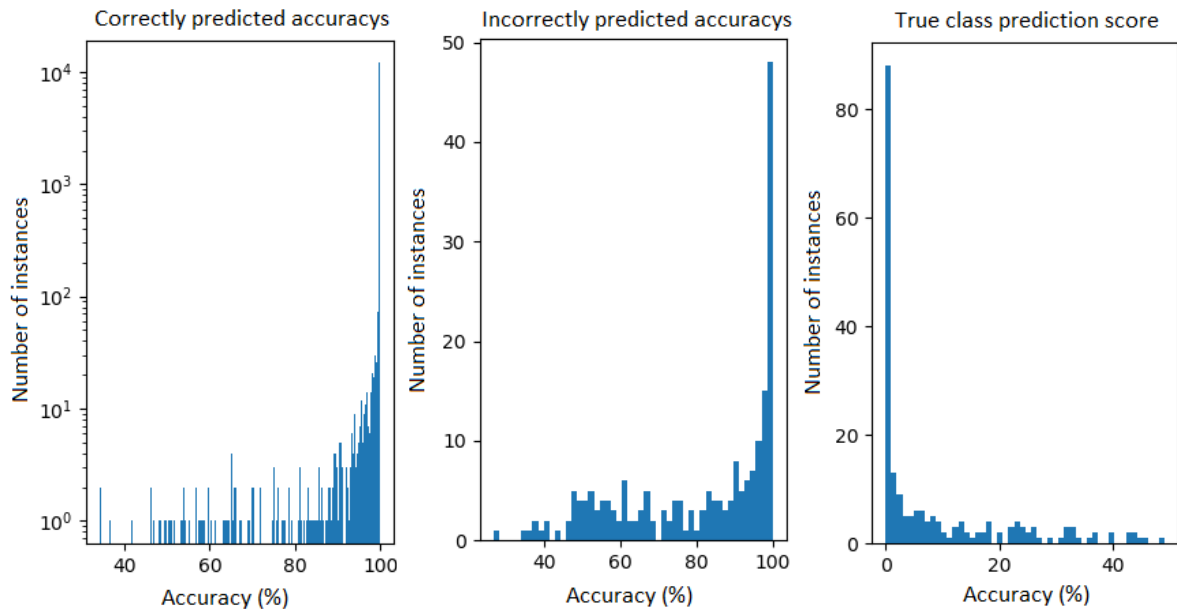 Correctly predicted accuracys
Number of instances
10^4
10^3
10^2
10^1
10^0
40 60 80 100
Accuracy (%)
Incorrectly predicted accuracys
Number of instances
50
40
30
20
10
0
40 60 80 100
Accuracy (%)
True class prediction score
Number of instances
80
60
40
20
0
0 20 40
Accuracy (%)